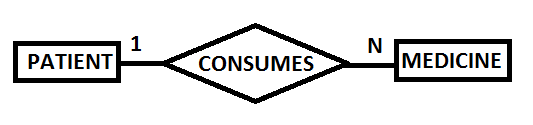 PATIENT 1 CONSUMES N MEDICINE